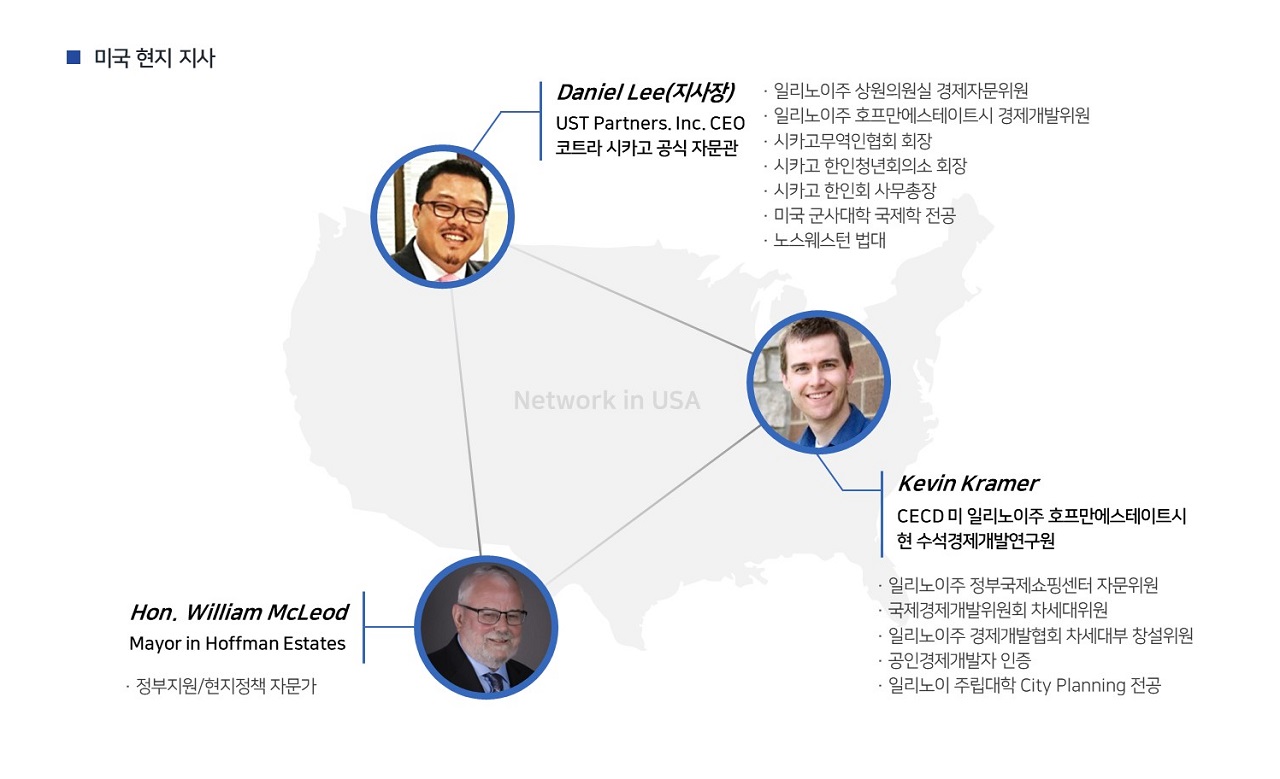 미국 현지 지사
Daniel Lee(지사장)
UST Partners. Inc. CEO
코트라 시카고 공식 자문관
· 일리노이주 상원의원실 경제자문위원
· 일리노이주 호프만에스테이트시 경제개발위원
· 시카고무역인협회 회장
· 시카고 한인청년회의소 회장
· 시카고 한인회 사무총장
· 미국 군사대학 국제학 전공
· 노스웨스턴 법대
Network in USA
Kevin Kramer
CECD 미 일리노이주 호프만에스테이트시
현 수석경제개발연구원
· 일리노이주 정부국제쇼핑센터 자문위원
· 국제경제개발위원회 차세대위원
· 일리노이주 경제개발협회 차세대부 창설위원
· 공인경제개발자 인증
· 일리노이 주립대학 City Planning 전공
Hon. William McLeod
Mayor in Hoffman Estates
· 정부지원/현지정책 자문가